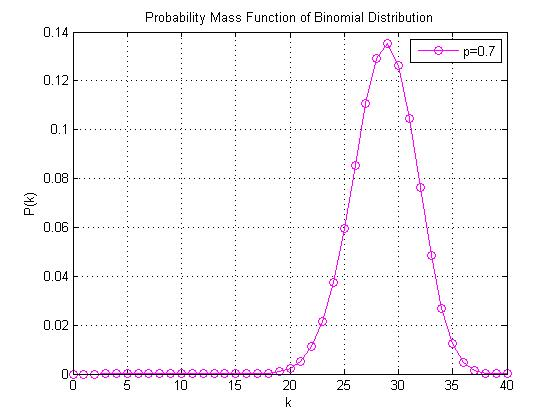 Probability Mass Function of Binomial Distribution
p=0.7
0.14
0.12
0.1
0.08
0.06
0.04
0.02
0
P(k)
0 5 10 15 20 25 30 35 40
k